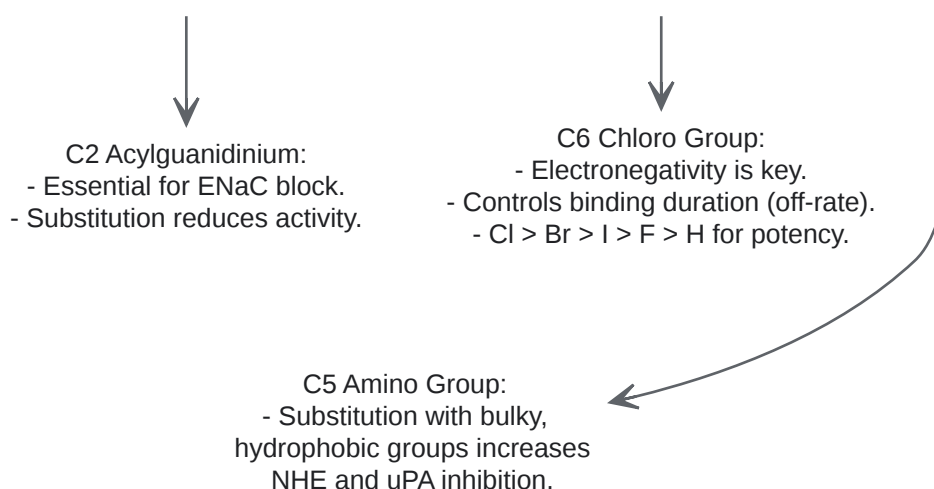 C2 Acylguanidinium:
- Essential for ENaC block.
- Substitution reduces activity.
C6 Chloro Group:
- Electronegativity is key.
- Controls binding duration (off-rate).
- Cl > Br > I > F > H for potency.
C5 Amino Group:
- Substitution with bulky,
hydrophobic groups increases
NHE and uPA inhibition.